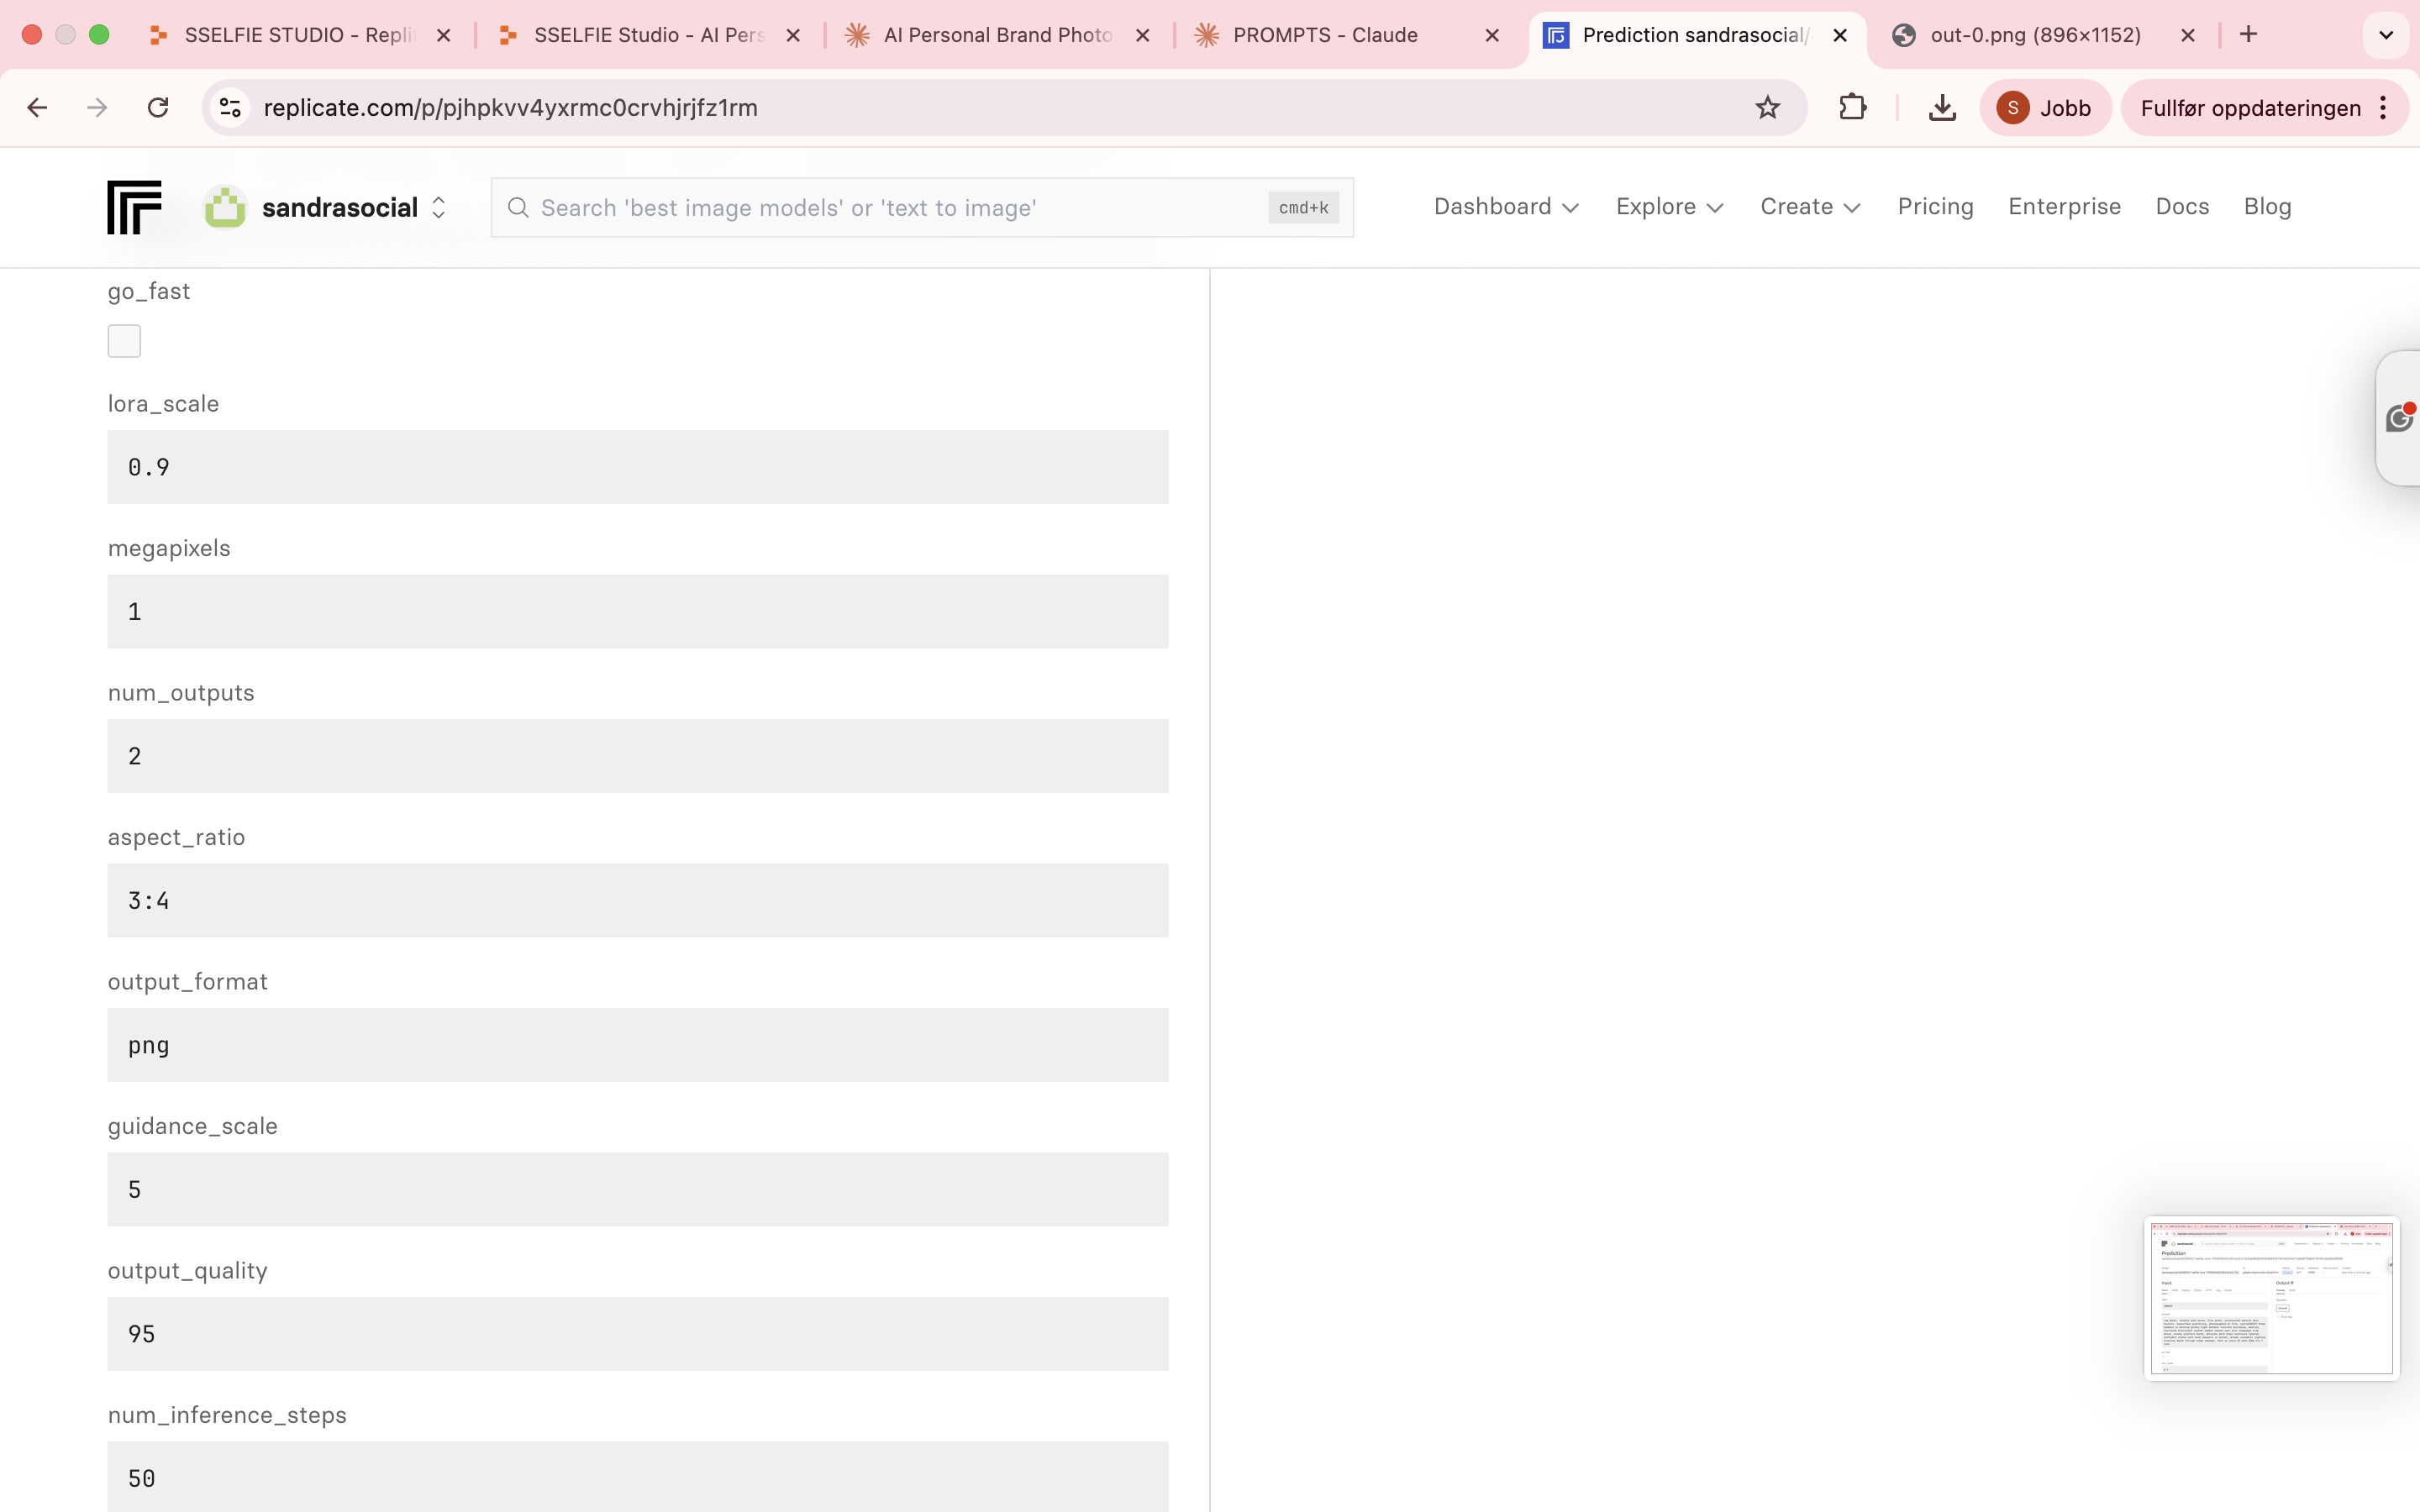 SSELFIE STUDIO - Repli
SSELFIE Studio - AI Pers
AI Personal Brand Photo
PROMPTS - Claude
Prediction sandrasocial/
out-0.png (896×1152)
replicate.com/p/pjhpkvv4yxrmc0crvhjrjfz1rm
S
Jobb
Fullfør oppdateringen
sandrasocial
Search 'best image models' or 'text to image'
cmd+k
Dashboard
Explore
Create
Pricing
Enterprise
Docs
Blog
go_fast
lora_scale
0.9
megapixels
1
num_outputs
2
aspect_ratio
3:4
output_format
png
guidance_scale
5
output_quality
95
num_inference_steps
50
Prediction